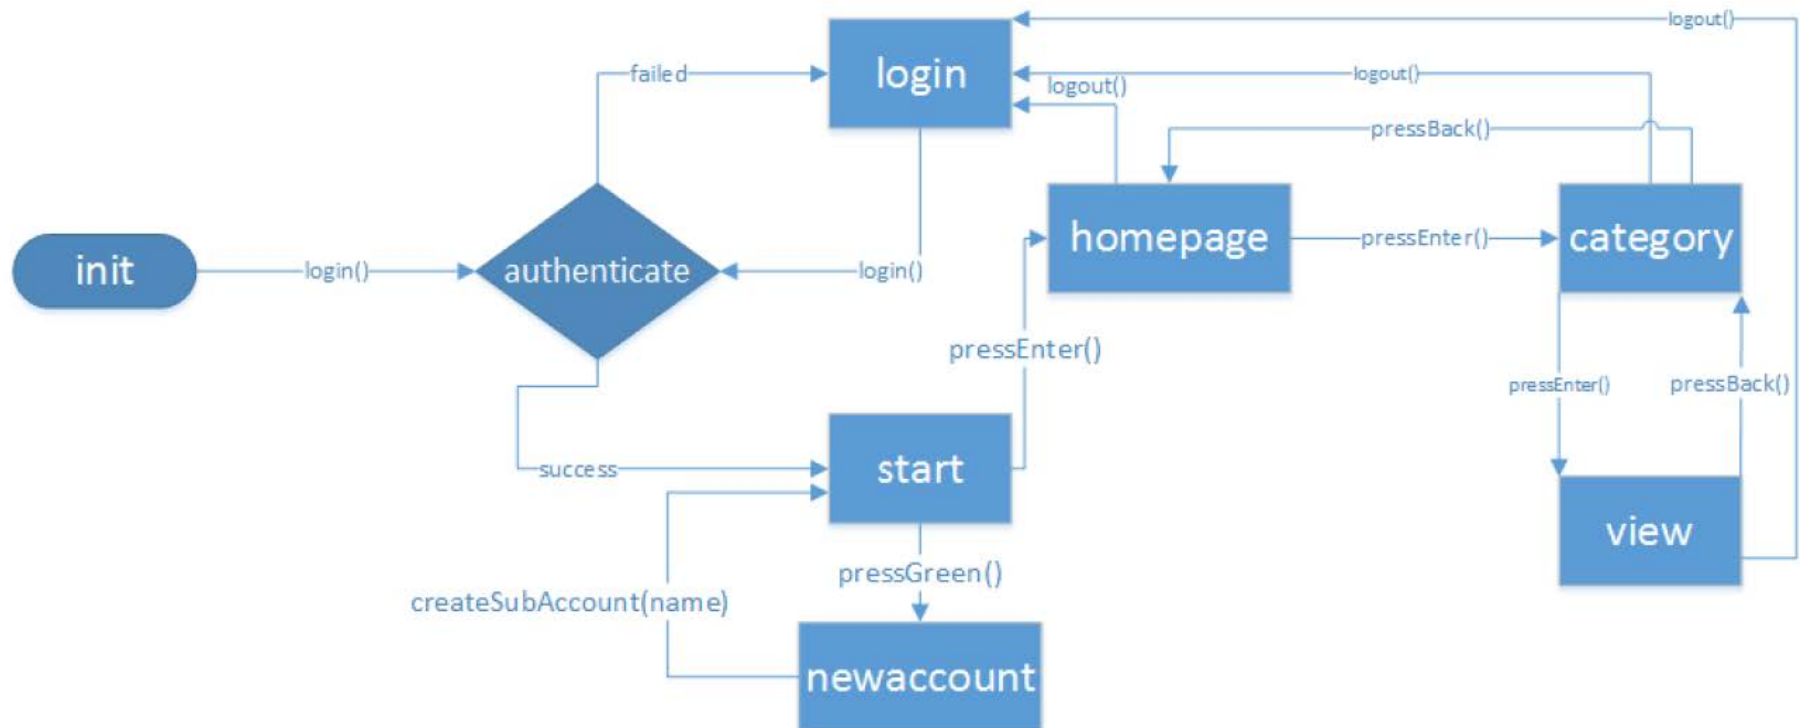 logout()
failed
login
logout()
logout()
pressBack()
init
login()
authenticate
login()
homepage
pressEnter()
category
pressEnter()
pressEnter()
pressBack()
success
start
view
pressGreen()
createSubAccount(name)
newaccount